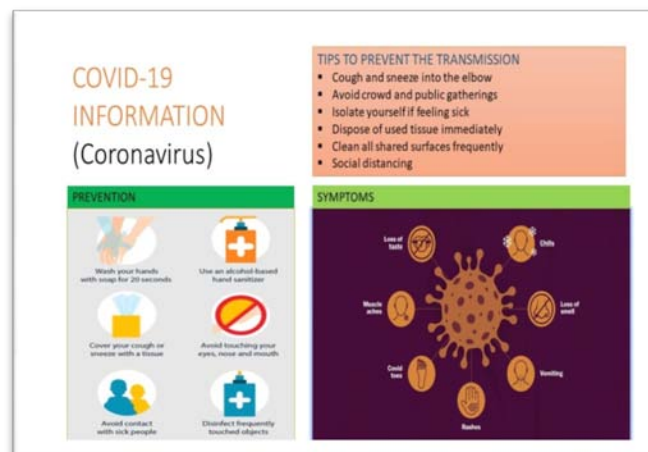 COVID-19
INFORMATION
(Coronavirus)
TIPS TO PREVENT THE TRANSMISSION
▪ Cough and sneeze into the elbow
▪ Avoid crowd and public gatherings
▪ Isolate yourself if feeling sick
▪ Dispose of used tissue immediately
▪ Clean all shared surfaces frequently
▪ Social distancing
PREVENTION
Wash your hands
with soap for 20 seconds
Use an alcohol-based
hand sanitizer
Cover your cough or
sneeze with a tissue
Avoid touching your
eyes, nose and mouth
Avoid contact
with sick people
Disinfect frequently
touched objects
SYMPTOMS
Loss of
taste
Chills
Muscle
aches
Loss of
smell
Covid
toes
Vomiting
Rashes